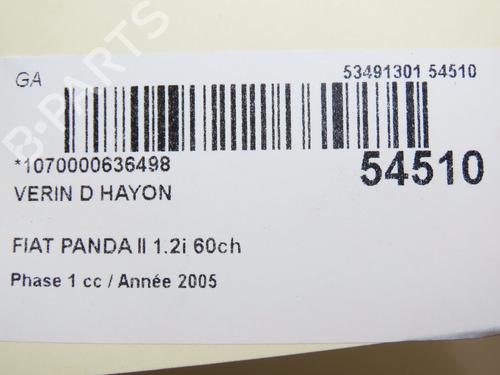 GA
53491301 54510
*1070000636498
54510
VERIN D HAYON
FIAT PANDA II 1.2i 60ch
Phase 1 cc / Année 2005
B-PARTS